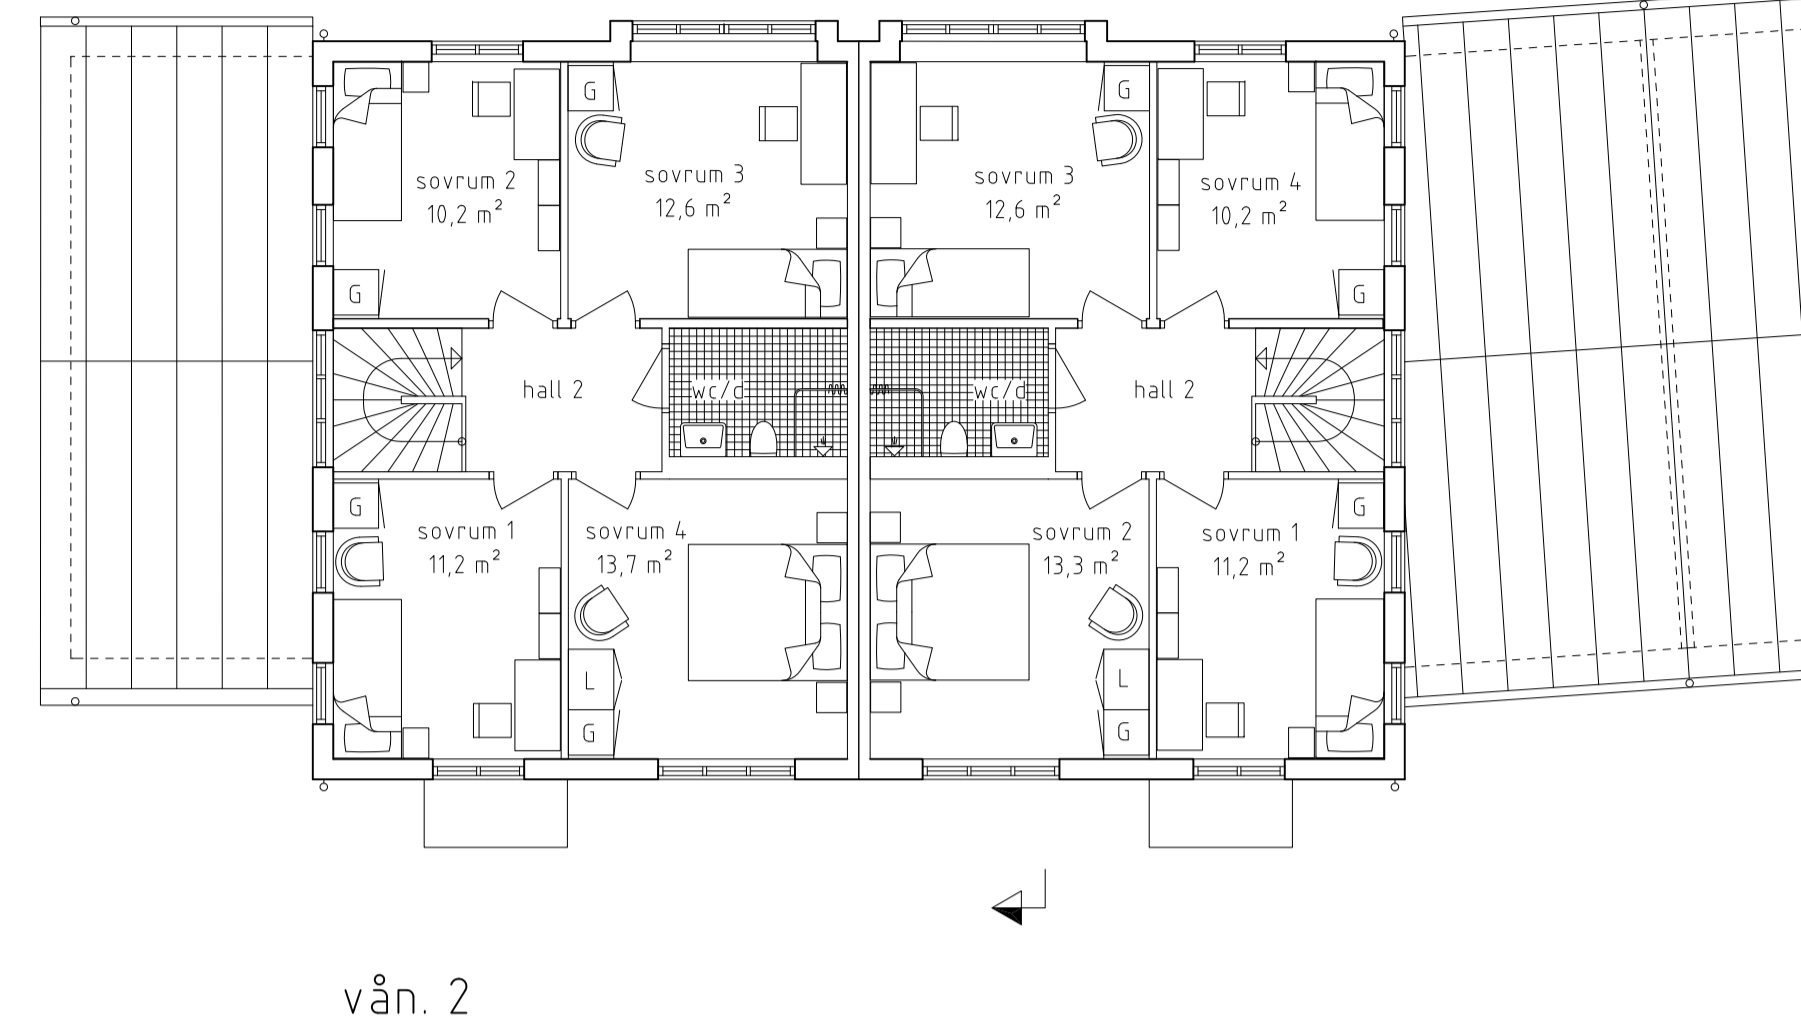 G
G
sovrum 2
10,2 m²
sovrum 3
12,6 m²
sovrum 3
12,6 m²
sovrum 4
10,2 m²
G
G
hall 2
wc/d
wc/d
hall 2
G
G
sovrum 1
11,2 m²
sovrum 4
13,7 m²
sovrum 2
13,3 m²
sovrum 1
11,2 m²
L
L
G
G
vån. 2